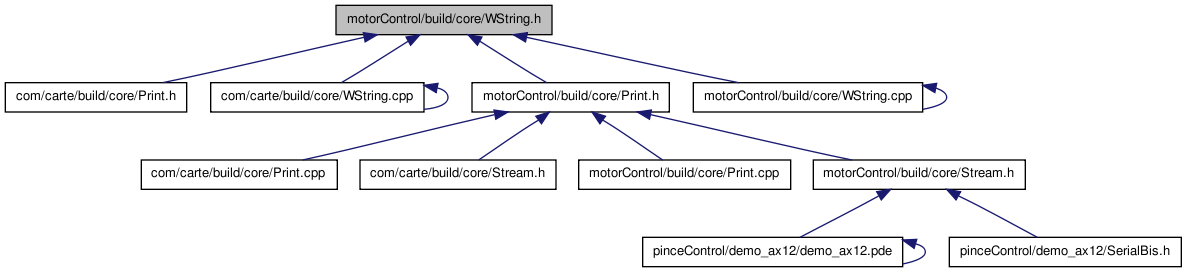 motorControl/build/core/WString.h
com/carte/build/core/Print.h
com/carte/build/core/WString.cpp
motorControl/build/core/Print.h
motorControl/build/core/WString.cpp
com/carte/build/core/Print.cpp
com/carte/build/core/Stream.h
motorControl/build/core/Print.cpp
motorControl/build/core/Stream.h
pinceControl/demo_ax12/demo_ax12.pde
pinceControl/demo_ax12/SerialBis.h